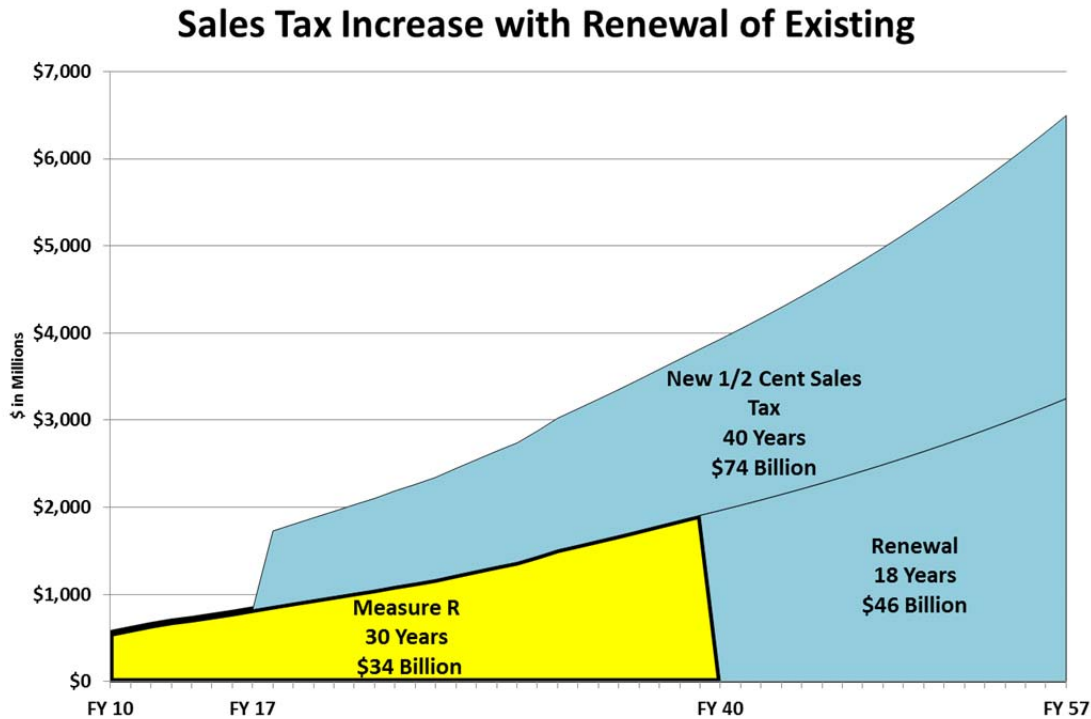 Sales Tax Increase with Renewal of Existing
$7,000
$6,000
$5,000
$4,000
$3,000
$2,000
$1,000
$0
$ in Millions
New 1/2 Cent Sales
Tax
40 Years
$74 Billion
Renewal
18 Years
$46 Billion
Measure R
30 Years
$34 Billion
FY 10
FY 17
FY 40
FY 57